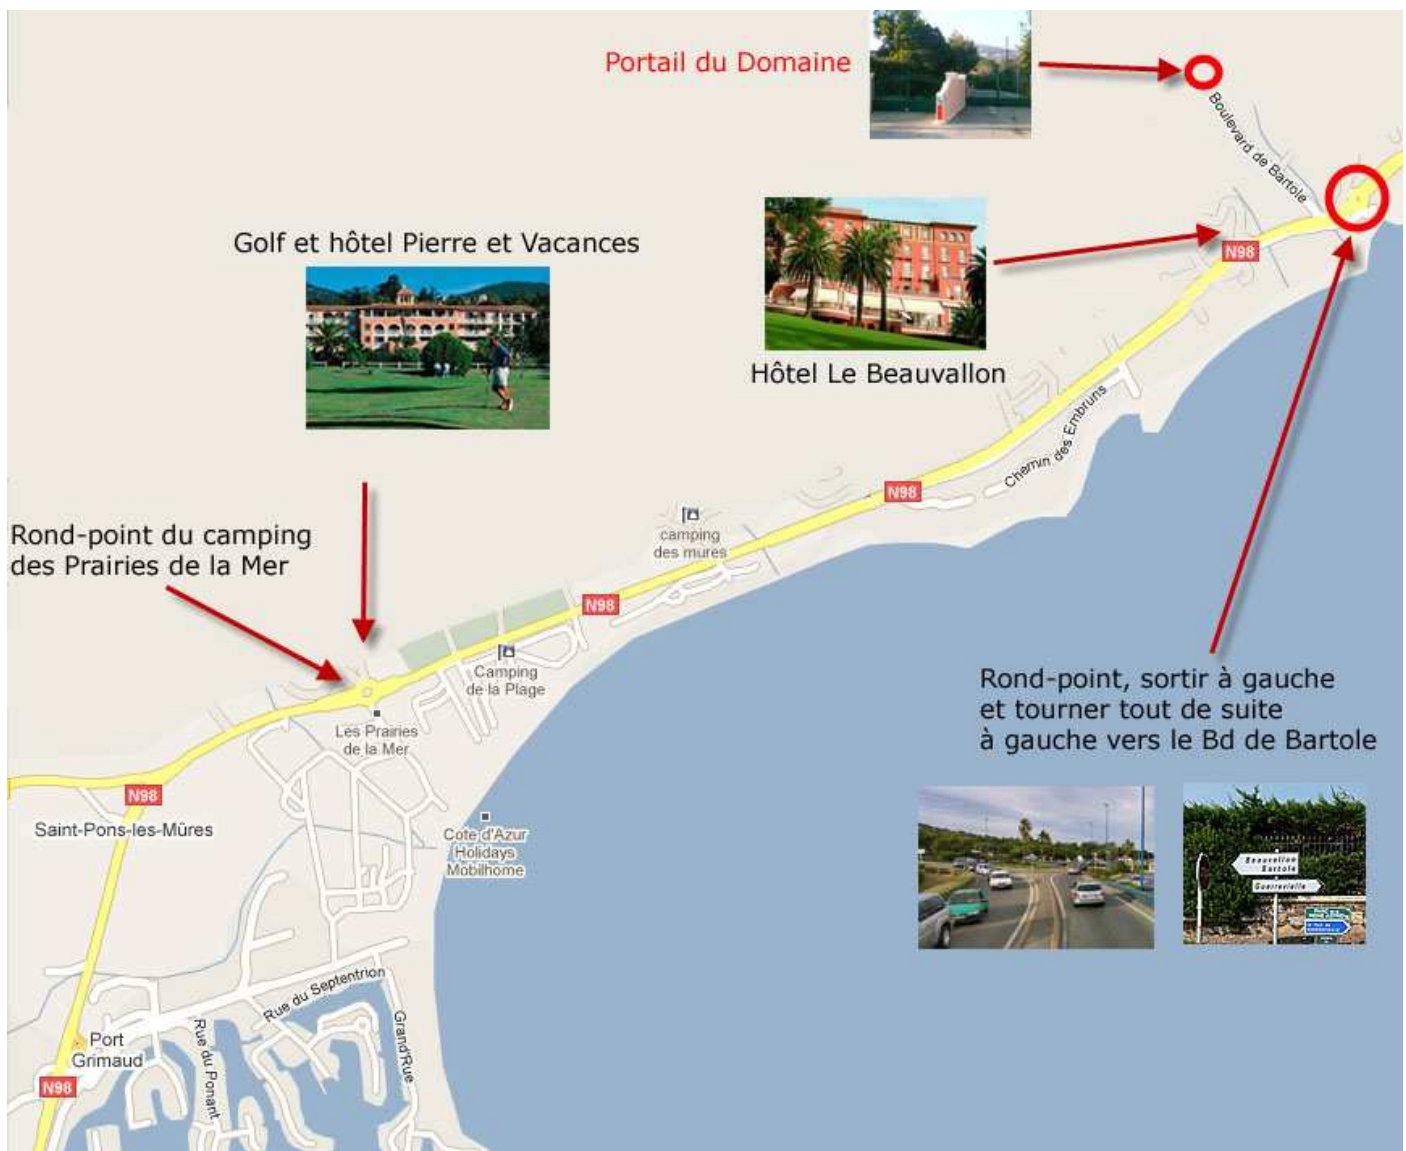 Portail du Domaine
Boulevard de Bartole
Golf et hôtel Pierre et Vacances
N98
Hôtel Le Beauvallon
Chemin des Embruns
N98
Rond-point du camping
des Prairies de la Mer
camping
des mures
N98
Camping
de la Plage
Les Prairies
de la Mer
Rond-point, sortir à gauche
et tourner tout de suite
à gauche vers le Bd de Bartole
N98
Saint-Pons-les-Mûres
Cote d'Azur
Holidays
Mobilhome
Beauvallon
Bartole
Guerrevieille
Rue du Septentrion
Port
Grimaud
Rue du Ponant
Grand'Rue
N98